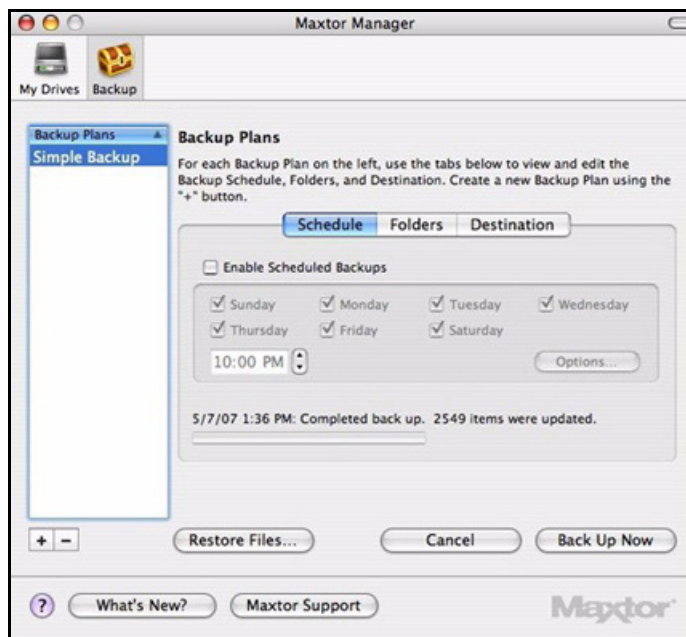 Maxtor Manager
My Drives Backup
Backup Plans
Simple Backup
Backup Plans
For each Backup Plan on the left, use the tabs below to view and edit the
Backup Schedule, Folders, and Destination. Create a new Backup Plan using the
"+" button.
Schedule Folders Destination
Enable Scheduled Backups
Sunday Monday Tuesday Wednesday
Thursday Friday Saturday
10:00 PM Options...
5/7/07 1:36 PM: Completed back up. 2549 items were updated.
+ − Restore Files... Cancel Back Up Now
? What's New? Maxtor Support Maxtor